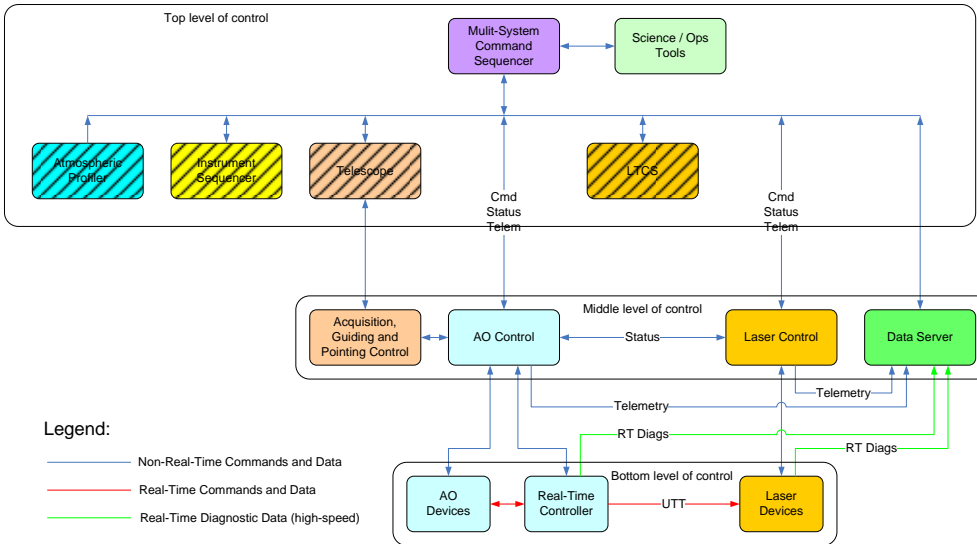 Top level of control
Mulit-System
Command
Sequencer
Science / Ops
Tools
Atmospheric
Profiler
Instrument
Sequencer
Telescope
LTCS
Cmd
Status
Telem
Cmd
Status
Telem
Middle level of control
Acquisition,
Guiding and
Pointing Control
AO Control
Status
Laser Control
Data Server
Telemetry
Telemetry
RT Diags
RT Diags
Legend:
Non-Real-Time Commands and Data
Real-Time Commands and Data
Real-Time Diagnostic Data (high-speed)
Bottom level of control
AO
Devices
Real-Time
Controller
UTT
Laser
Devices